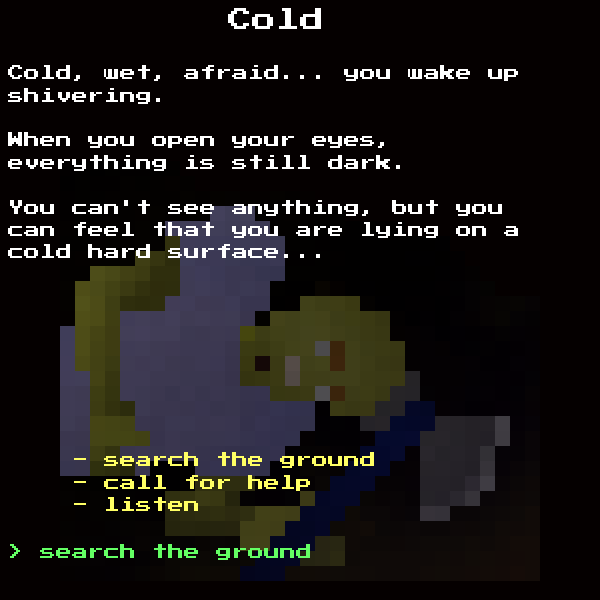 Cold
Cold, wet, afraid... you wake up
shivering.
When you open your eyes,
everything is still dark.
You can't see anything, but you
can feel that you are lying on a
cold hard surface...
- search the ground
- call for help
- listen
> search the ground